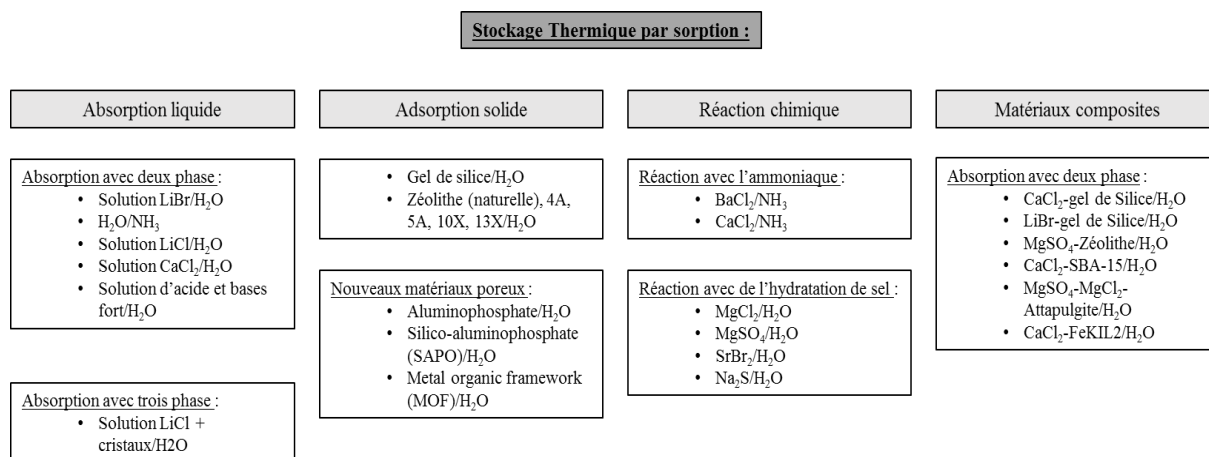 Stockage Thermique par sorption :
Absorption liquide
Adsorption solide
Réaction chimique
Matériaux composites
Absorption avec deux phase :
• Solution LiBr/H₂O
• H₂O/NH₃
• Solution LiCl/H₂O
• Solution CaCl₂/H₂O
• Solution d'acide et bases
fort/H₂O
Absorption avec trois phase :
• Solution LiCl +
cristaux/H2O
• Gel de silice/H₂O
• Zéolithe (naturelle), 4A,
5A, 10X, 13X/H₂O
Nouveaux matériaux poreux :
• Aluminophosphate/H₂O
• Silico-aluminophosphate
(SAPO)/H₂O
• Metal organic framework
(MOF)/H₂O
Réaction avec l'ammoniaque :
• BaCl₂/NH₃
• CaCl₂/NH₃
Réaction avec de l'hydratation de sel :
• MgCl₂/H₂O
• MgSO₄/H₂O
• SrBr₂/H₂O
• Na₂S/H₂O
Absorption avec deux phase :
• CaCl₂-gel de Silice/H₂O
• LiBr-gel de Silice/H₂O
• MgSO₄-Zéolithe/H₂O
• CaCl₂-SBA-15/H₂O
• MgSO₄-MgCl₂-
Attapulgite/H₂O
• CaCl₂-FeKIL2/H₂O